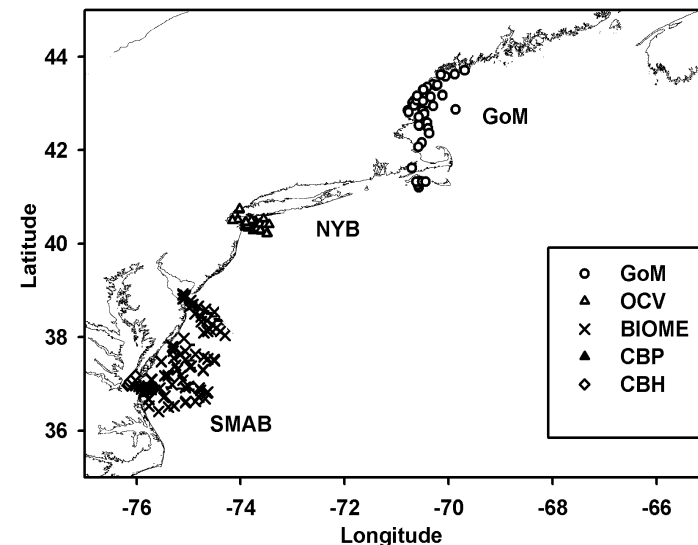 44
42
40
38
36
Latitude
GoM
NYB
SMAB
GoM
OCV
BIOME
CBP
CBH
-76 -74 -72 -70 -68 -66
Longitude